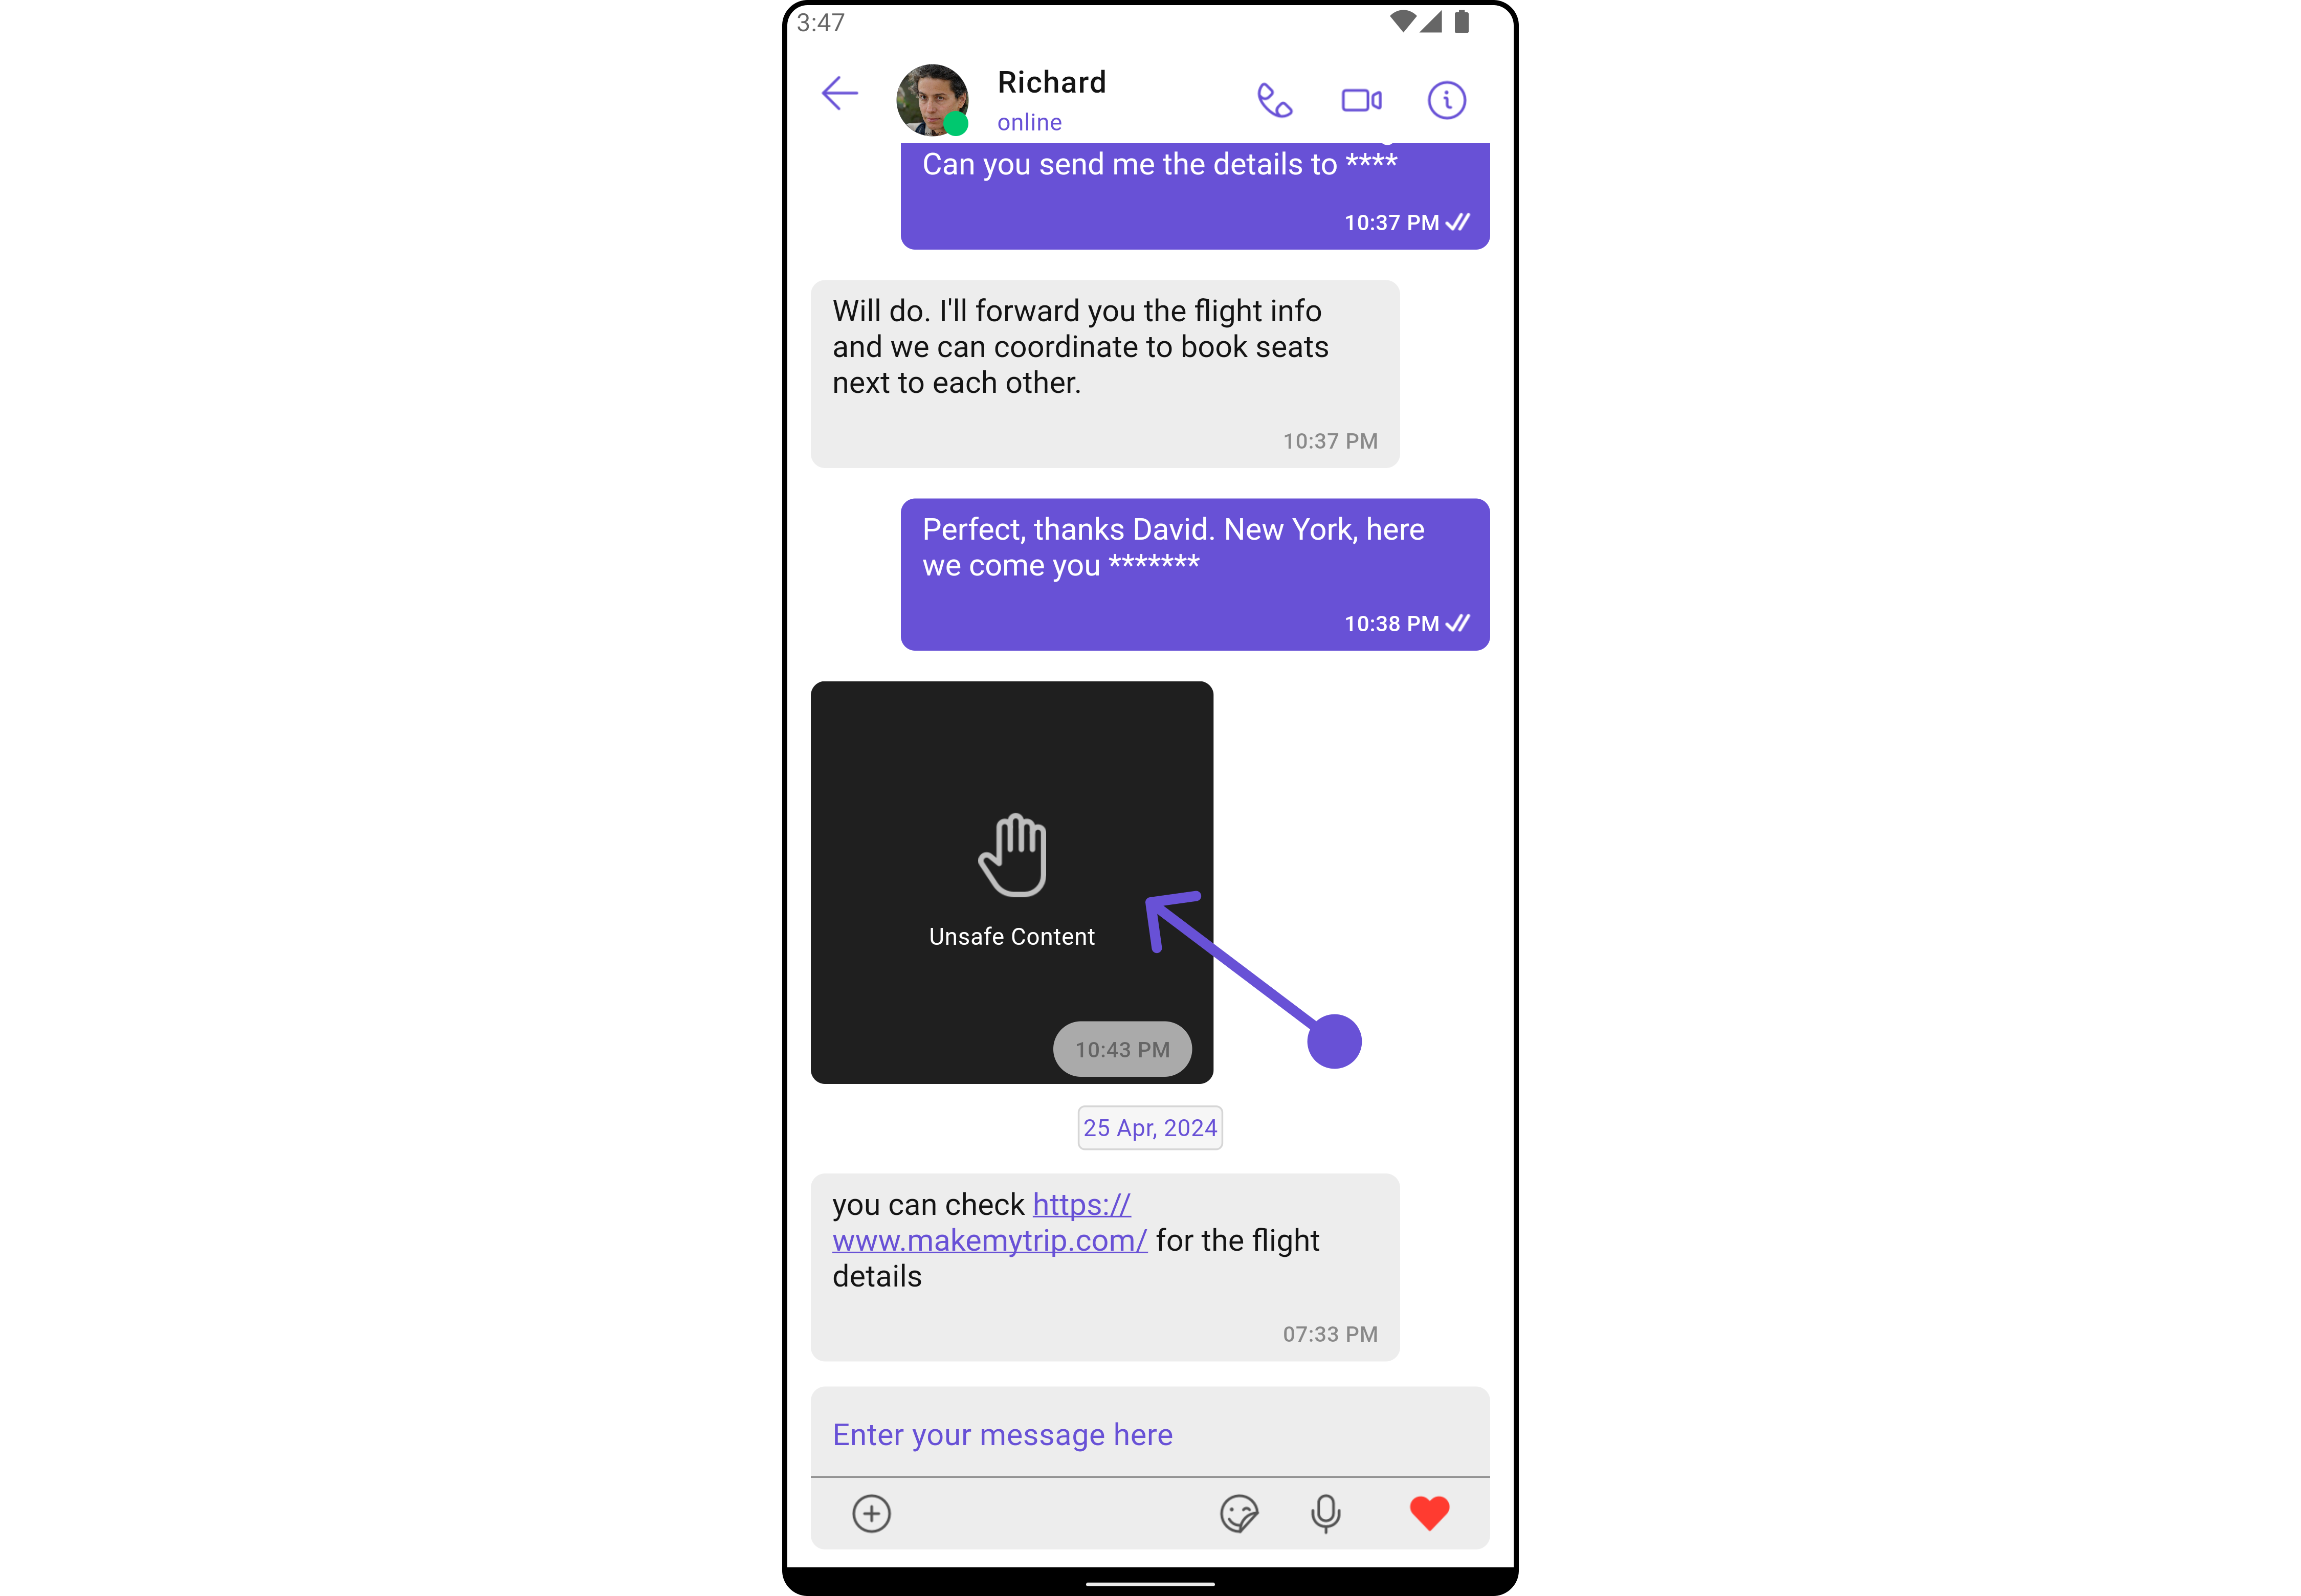 3:47
Richard
online
Can you send me the details to ****
10:37 PM
Will do. I'll forward you the flight info
and we can coordinate to book seats
next to each other.
10:37 PM
Perfect, thanks David. New York, here
we come you *******
10:38 PM
Unsafe Content
10:43 PM
25 Apr, 2024
you can check https://
www.makemytrip.com/ for the flight
details
07:33 PM
Enter your message here